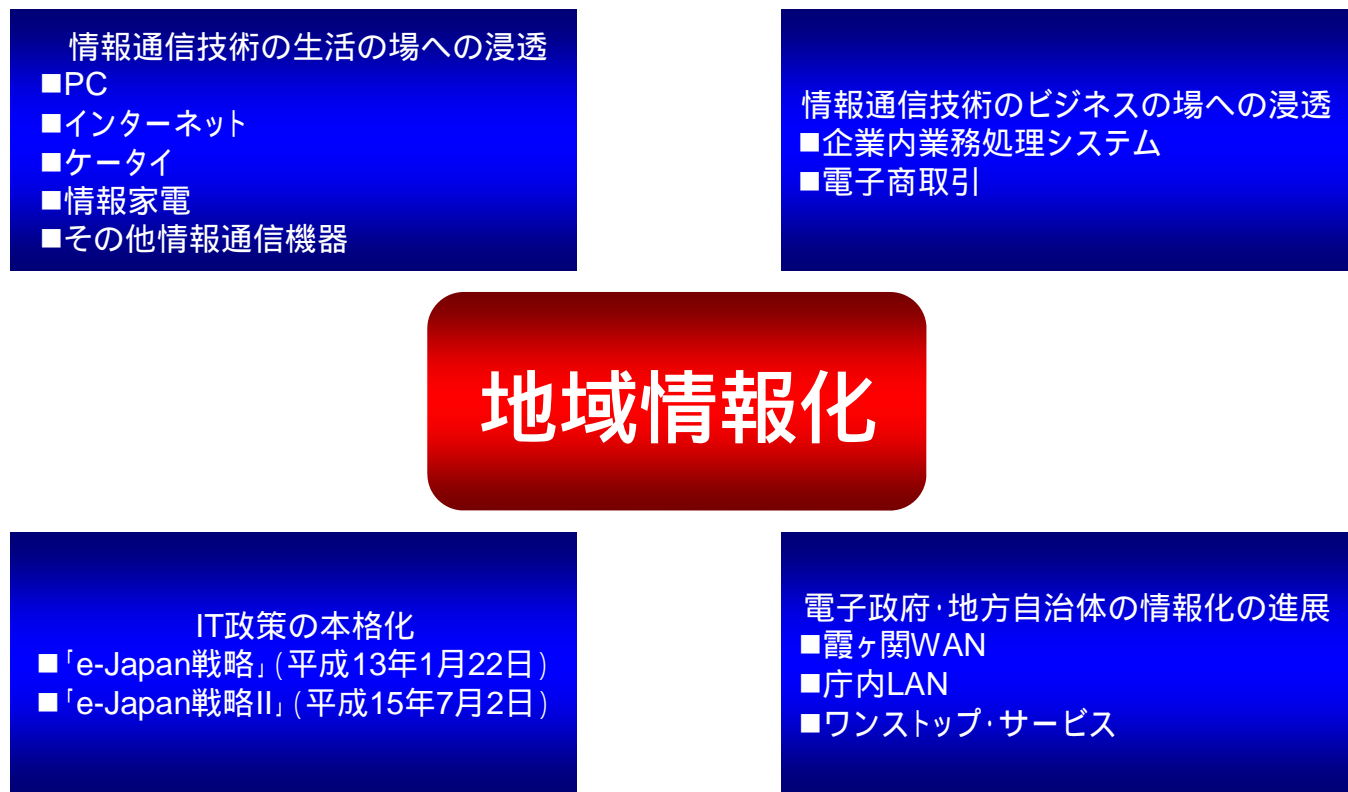 情報通信技術の生活の場への浸透
■PC
■インターネット
■ケータイ
■情報家電
■その他情報通信機器
情報通信技術のビジネスの場への浸透
■企業内業務処理システム
■電子商取引
地域情報化
IT政策の本格化
■「e-Japan戦略」(平成13年1月22日)
■「e-Japan戦略II」(平成15年7月2日)
電子政府・地方自治体の情報化の進展
■霞ヶ関WAN
■庁内LAN
■ワンストップ・サービス